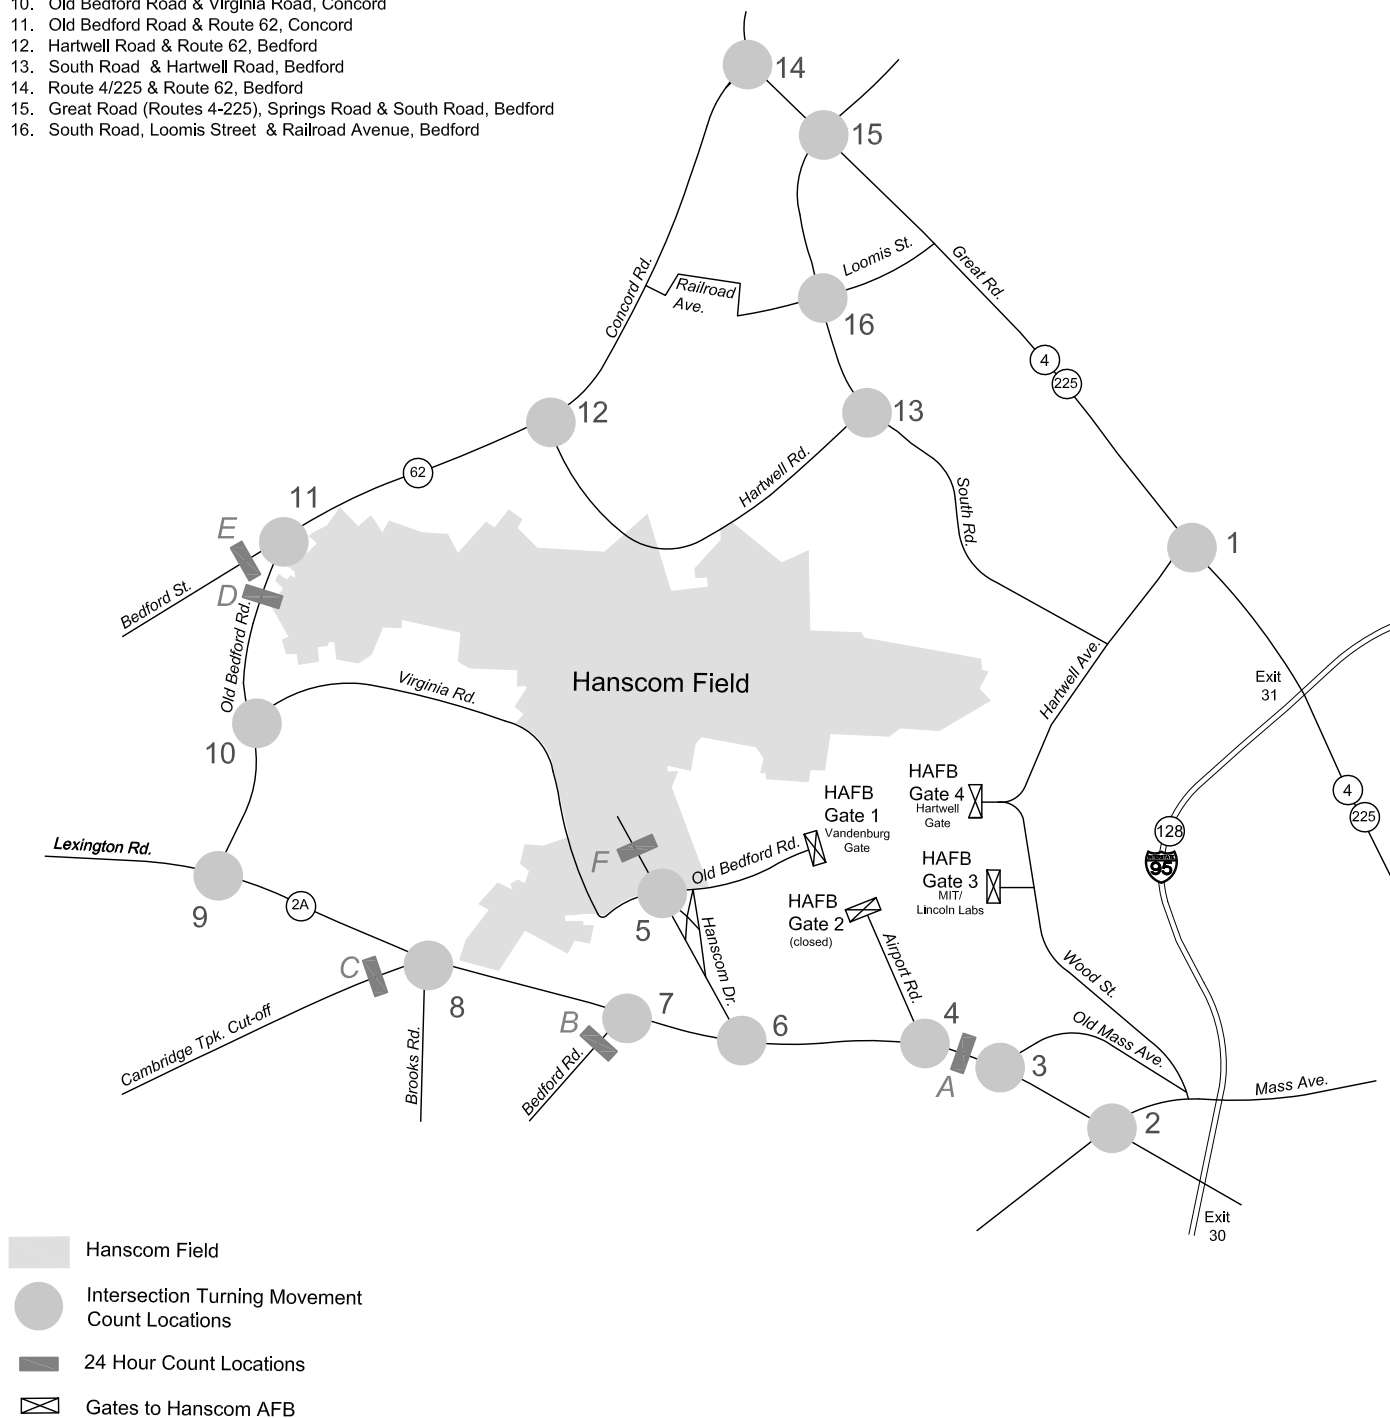 10. Old Bedford Road & Virginia Road, Concord
11. Old Bedford Road & Route 62, Concord
12. Hartwell Road & Route 62, Bedford
13. South Road & Hartwell Road, Bedford
14. Route 4/225 & Route 62, Bedford
15. Great Road (Routes 4-225), Springs Road & South Road, Bedford
16. South Road, Loomis Street & Railroad Avenue, Bedford
14
15
Loomis St.
Great Rd.
Concord Rd.
Railroad
Ave.
16
4
225
12
13
62
Hartwell Rd.
South Rd.
11
E
1
D
Bedford St.
Old Bedford Rd.
Hanscom Field
Virginia Rd.
Hartwell Ave.
Exit
31
10
HAFB
Gate 4
Hartwell
Gate
HAFB
Gate 1
Vandenburg
Gate
4
225
128
95
Lexington Rd.
F
Old Bedford Rd.
HAFB
Gate 3
MIT/
Lincoln Labs
9
2A
5
HAFB
Gate 2
(closed)
Hanscom Dr.
Airport Rd.
Wood St.
C
8
7
B
6
4
Old Mass Ave.
Cambridge Tpk. Cut-off
Brooks Rd.
Bedford Rd.
A
3
Mass Ave.
2
Exit
30
Hanscom Field
Intersection Turning Movement
Count Locations
24 Hour Count Locations
Gates to Hanscom AFB